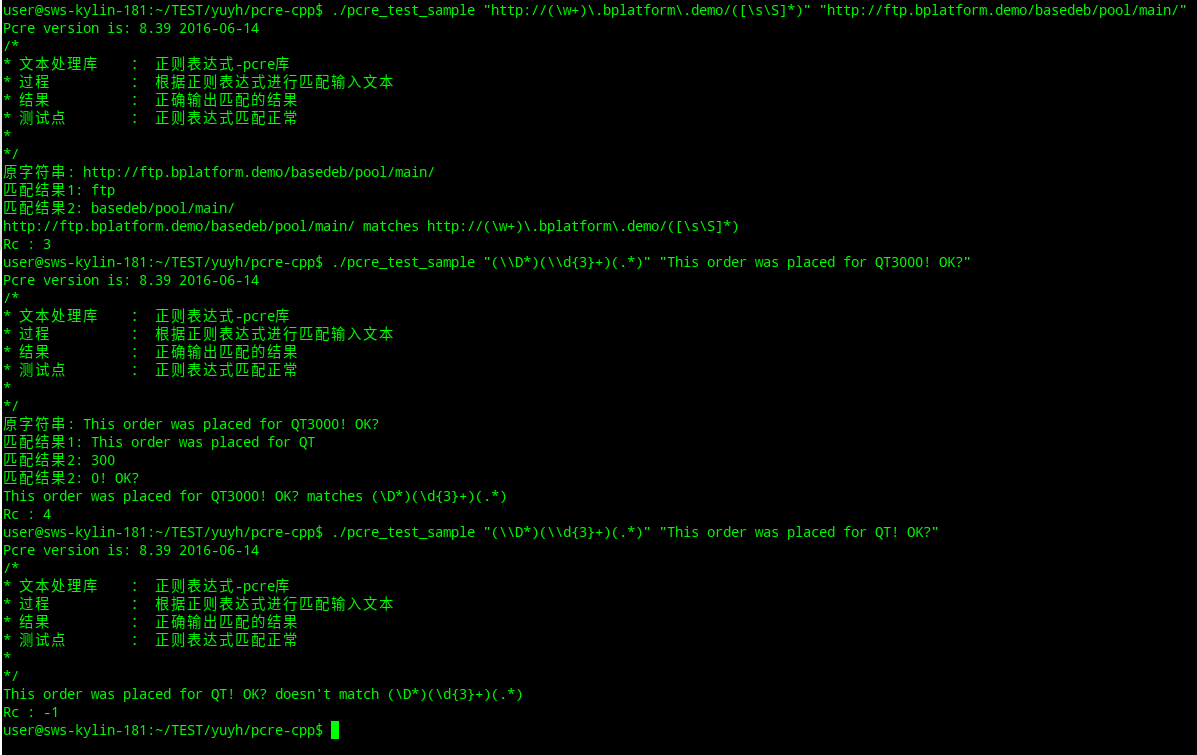 user@sws-kylin-181:~/TEST/yuyh/pcre-cpp$ ./pcre_test_sample "http://(\w+)\.bplatform\.demo/([\s\S]*)" "http://ftp.bplatform.demo/basedeb/pool/main/"
Pcre version is: 8.39 2016-06-14
/*
* 文本处理库    :  正则表达式-pcre库
* 过程          :  根据正则表达式进行匹配输入文本
* 结果          :  正确输出匹配的结果
* 测试点        :  正则表达式匹配正常
*
*/
原字符串: http://ftp.bplatform.demo/basedeb/pool/main/
匹配结果1: ftp
匹配结果2: basedeb/pool/main/
http://ftp.bplatform.demo/basedeb/pool/main/ matches http://(\w+)\.bplatform\.demo/([\s\S]*)
Rc : 3
user@sws-kylin-181:~/TEST/yuyh/pcre-cpp$ ./pcre_test_sample "(\\D*)(\\d{3}+)(.*)" "This order was placed for QT3000! OK?"
Pcre version is: 8.39 2016-06-14
/*
* 文本处理库    :  正则表达式-pcre库
* 过程          :  根据正则表达式进行匹配输入文本
* 结果          :  正确输出匹配的结果
* 测试点        :  正则表达式匹配正常
*
*/
原字符串: This order was placed for QT3000! OK?
匹配结果1: This order was placed for QT
匹配结果2: 300
匹配结果2: 0! OK?
This order was placed for QT3000! OK? matches (\D*)(\d{3}+)(.*)
Rc : 4
user@sws-kylin-181:~/TEST/yuyh/pcre-cpp$ ./pcre_test_sample "(\\D*)(\\d{3}+)(.*)" "This order was placed for QT! OK?"
Pcre version is: 8.39 2016-06-14
/*
* 文本处理库    :  正则表达式-pcre库
* 过程          :  根据正则表达式进行匹配输入文本
* 结果          :  正确输出匹配的结果
* 测试点        :  正则表达式匹配正常
*
*/
This order was placed for QT! OK? doesn't match (\D*)(\d{3}+)(.*)
Rc : -1
user@sws-kylin-181:~/TEST/yuyh/pcre-cpp$